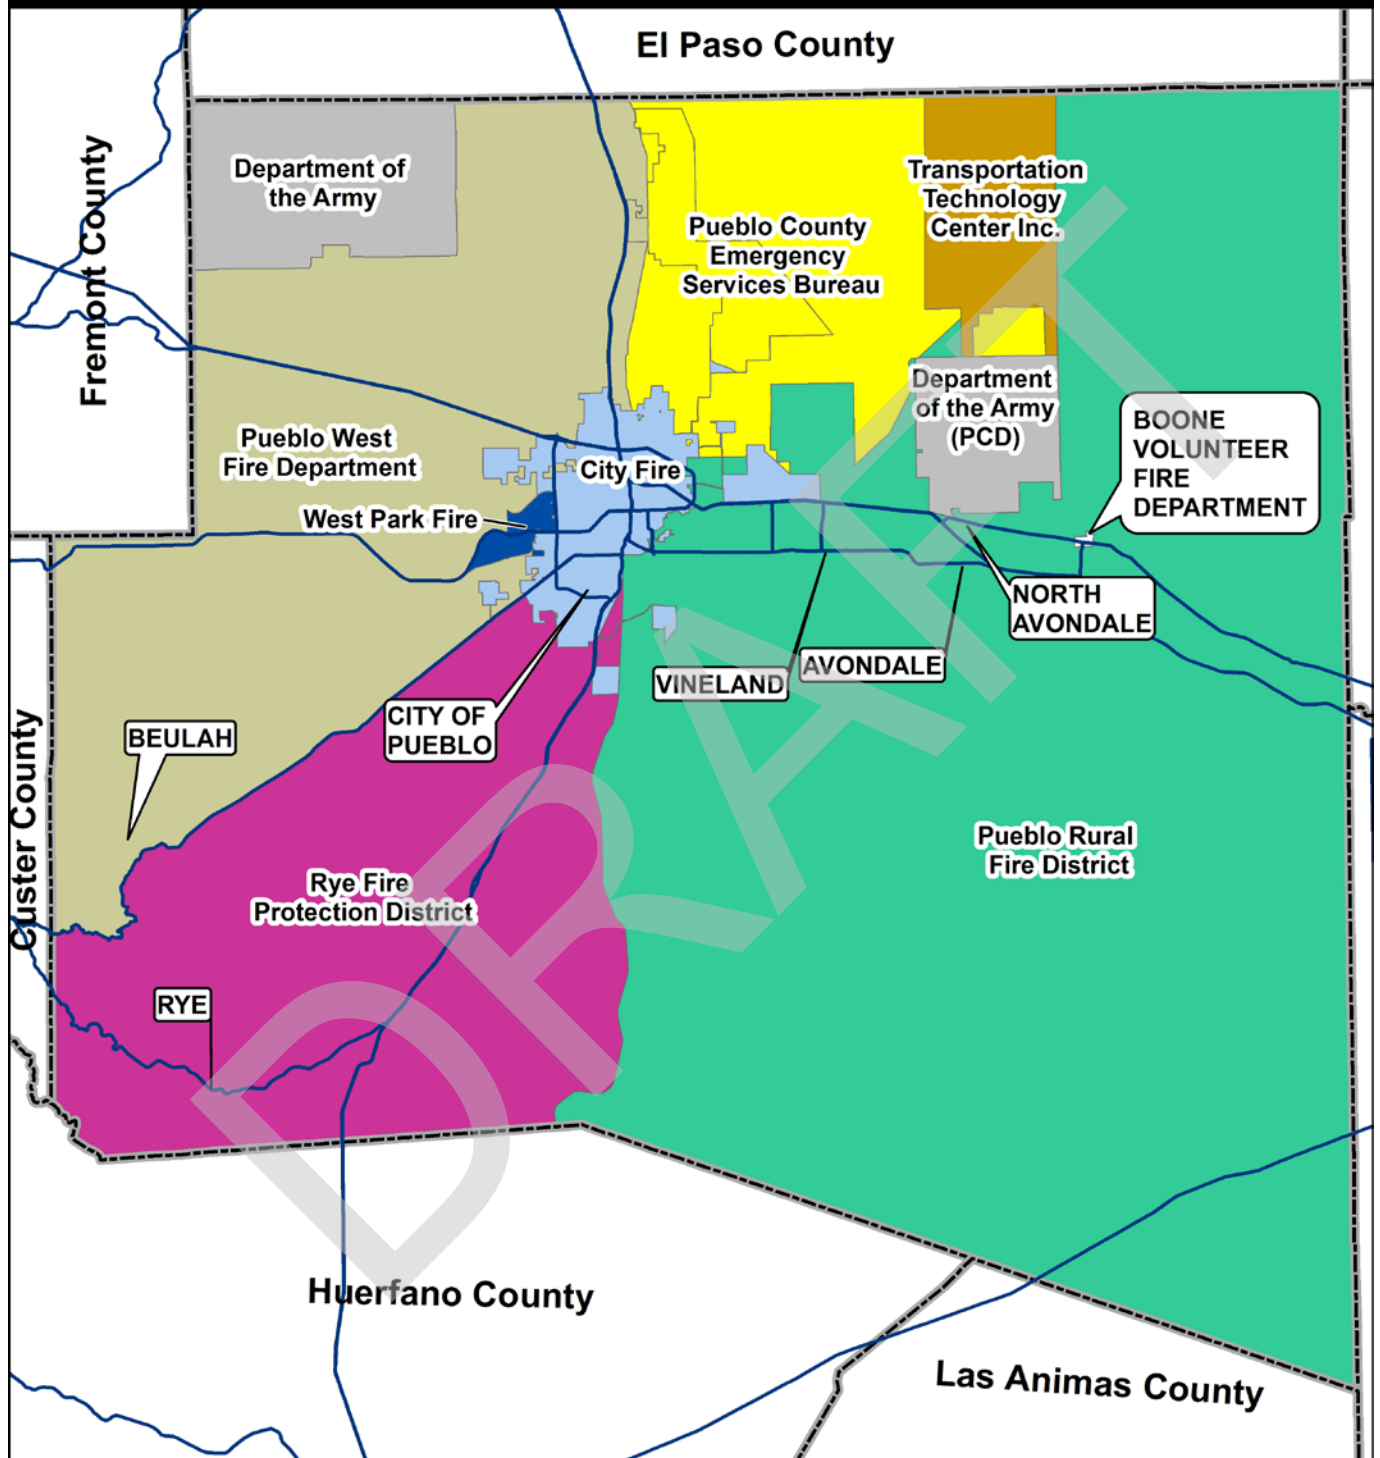 El Paso County
Fremont County
Department of
the Army
Transportation
Technology
Center Inc.
Pueblo County
Emergency
Services Bureau
Department
of the Army
(PCD)
BOONE
VOLUNTEER
FIRE
DEPARTMENT
Pueblo West
Fire Department
City Fire
West Park Fire
NORTH
AVONDALE
AVONDALE
VINELAND
CITY OF
PUEBLO
BEULAH
Custer County
Pueblo Rural
Fire District
Rye Fire
Protection District
RYE
DRAFT
Huerfano County
Las Animas County